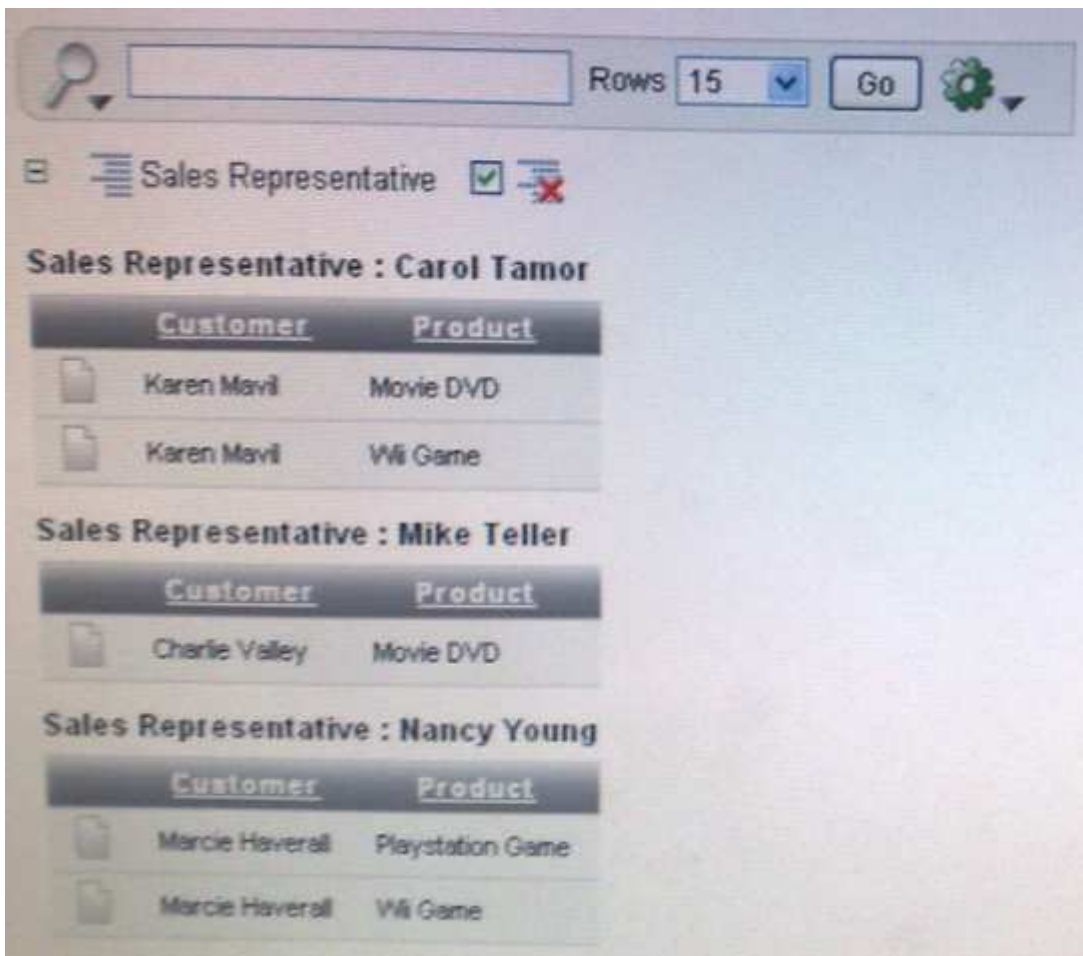 Rows 15 Go
Sales Representative
Sales Representative : Carol Tamor
Customer Product
Karen Mavil Movie DVD
Karen Mavil Wii Game
Sales Representative : Mike Teller
Customer Product
Charlie Valley Movie DVD
Sales Representative : Nancy Young
Customer Product
Marcie Haverall Playstation Game
Marcie Haverall Wii Game